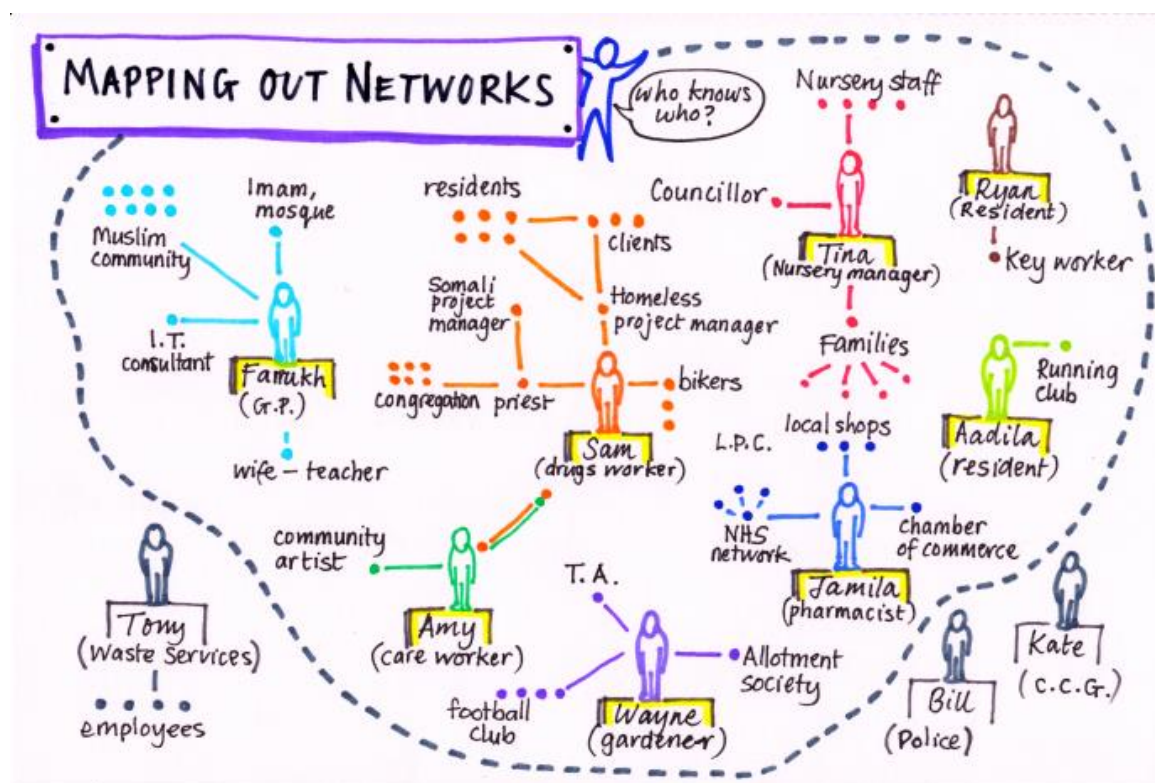 MAPPING OUT NETWORKS
who knows
who?
Nursery staff
Councillor
Tina
(Nursery manager)
Families
Ryan
(Resident)
Key worker
Muslim
community
Imam,
mosque
I.T.
consultant
Farrukh
(G.P.)
wife – teacher
residents
clients
Somali
project
manager
Homeless
project manager
congregation
priest
bikers
Sam
(drugs worker)
Running
club
Aadila
(resident)
local shops
L.P.C.
NHS
network
chamber
of commerce
Jamila
(pharmacist)
community
artist
Amy
(care worker)
T.A.
football
club
Allotment
society
Wayne
(gardener)
Tony
(Waste Services)
employees
Bill
(Police)
Kate
(C.C.G.)